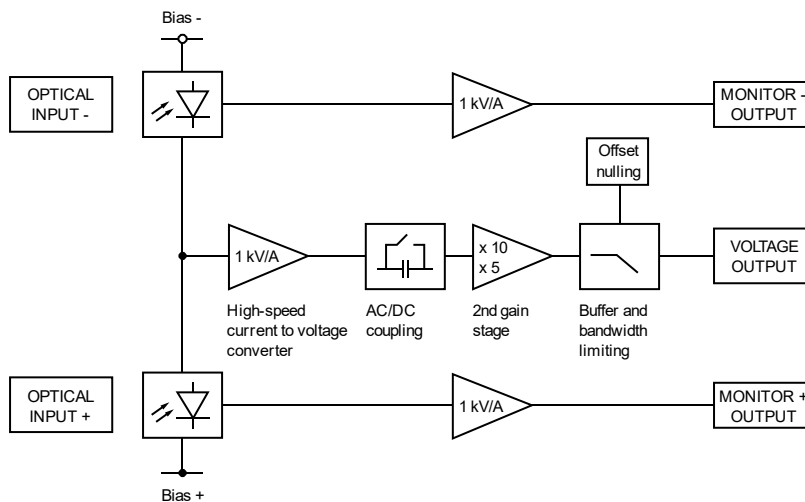 Bias -
OPTICAL
INPUT -
1 kV/A
MONITOR -
OUTPUT
Offset
nulling
1 kV/A
x 10
x 5
VOLTAGE
OUTPUT
High-speed
current to voltage
converter
AC/DC
coupling
2nd gain
stage
Buffer and
bandwidth
limiting
OPTICAL
INPUT +
1 kV/A
MONITOR +
OUTPUT
Bias +